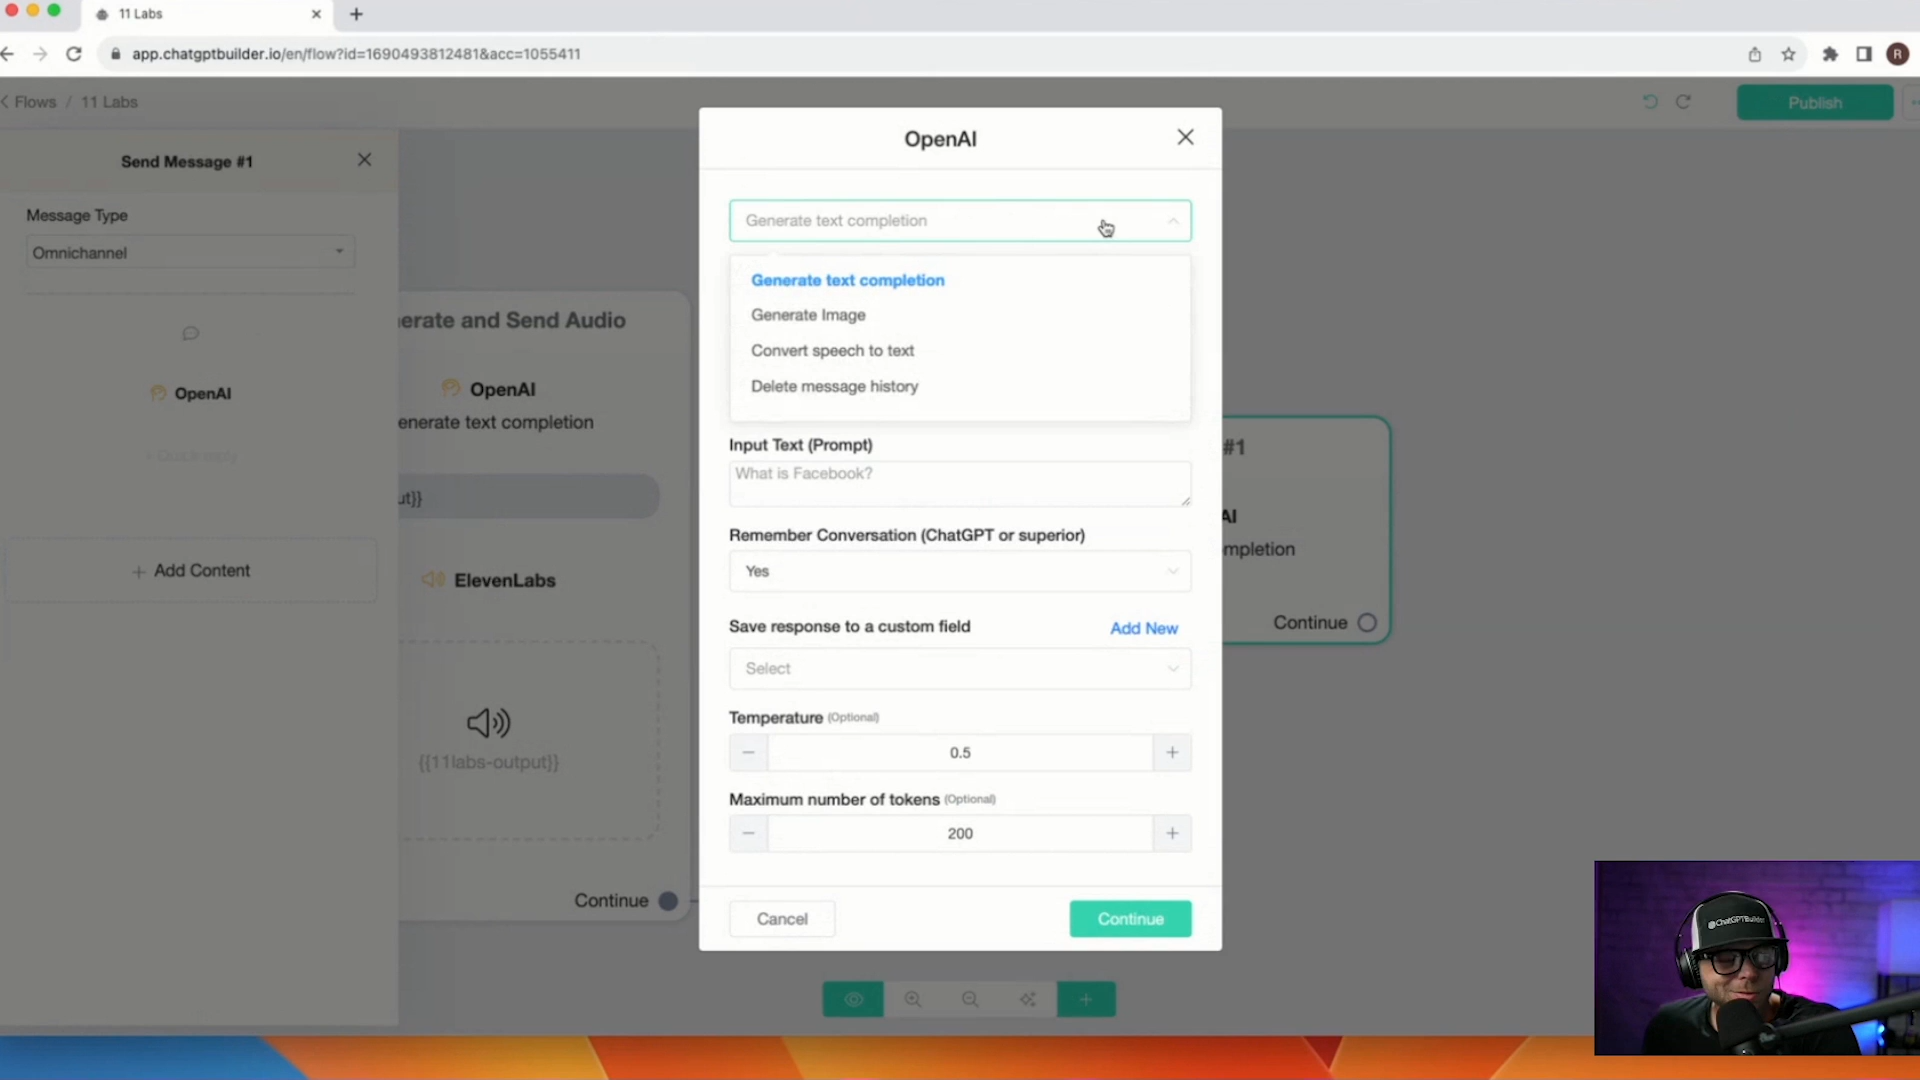 11 Labs
app.chatgptbuilder.io/en/flow?id=1690493812481&acc=1055411
R
Flows / 11 Labs
Publish
Send Message #1
Message Type
Omnichannel
OpenAI
+ Quick reply
+ Add Content
erate and Send Audio
OpenAI
enerate text completion
ut}}
ElevenLabs
{{11labs-output}}
Continue
OpenAI
Generate text completion
Generate text completion
Generate Image
Convert speech to text
Delete message history
Input Text (Prompt)
What is Facebook?
Remember Conversation (ChatGPT or superior)
Yes
Save response to a custom field
Add New
Select
Temperature (Optional)
0.5
Maximum number of tokens (Optional)
200
Cancel
Continue
#1
AI
mpletion
Continue
ChatGPTBuilder